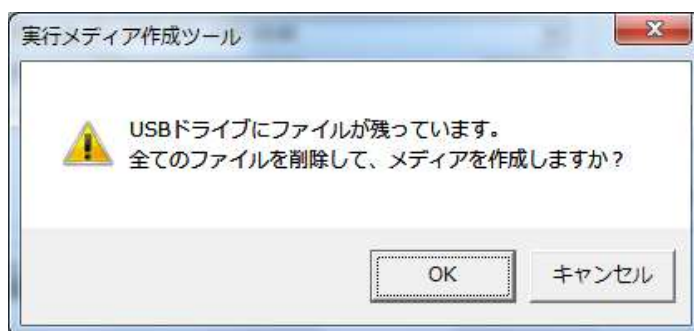 実行メディア作成ツール
USBドライブにファイルが残っています。
全てのファイルを削除して、メディアを作成しますか？
OK
キャンセル